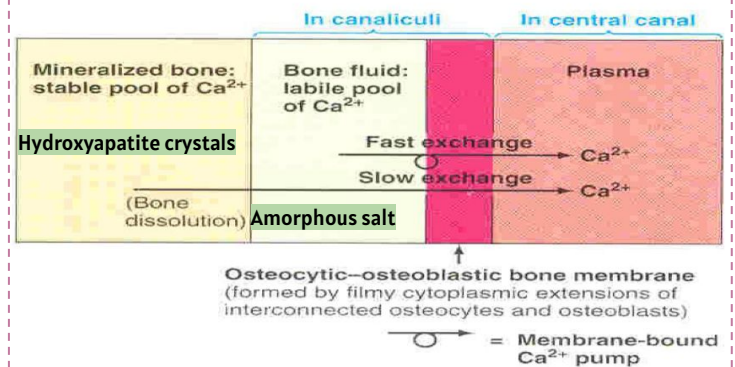 In canaliculi
In central canal
Mineralized bone:
stable pool of Ca²⁺
Bone fluid:
labile pool
of Ca²⁺
Plasma
Hydroxyapatite crystals
Fast exchange
Ca²⁺
Slow exchange
Ca²⁺
(Bone
dissolution)
Amorphous salt
Osteocytic–osteoblastic bone membrane
(formed by filmy cytoplasmic extensions of
interconnected osteocytes and osteoblasts)
= Membrane-bound
Ca²⁺ pump